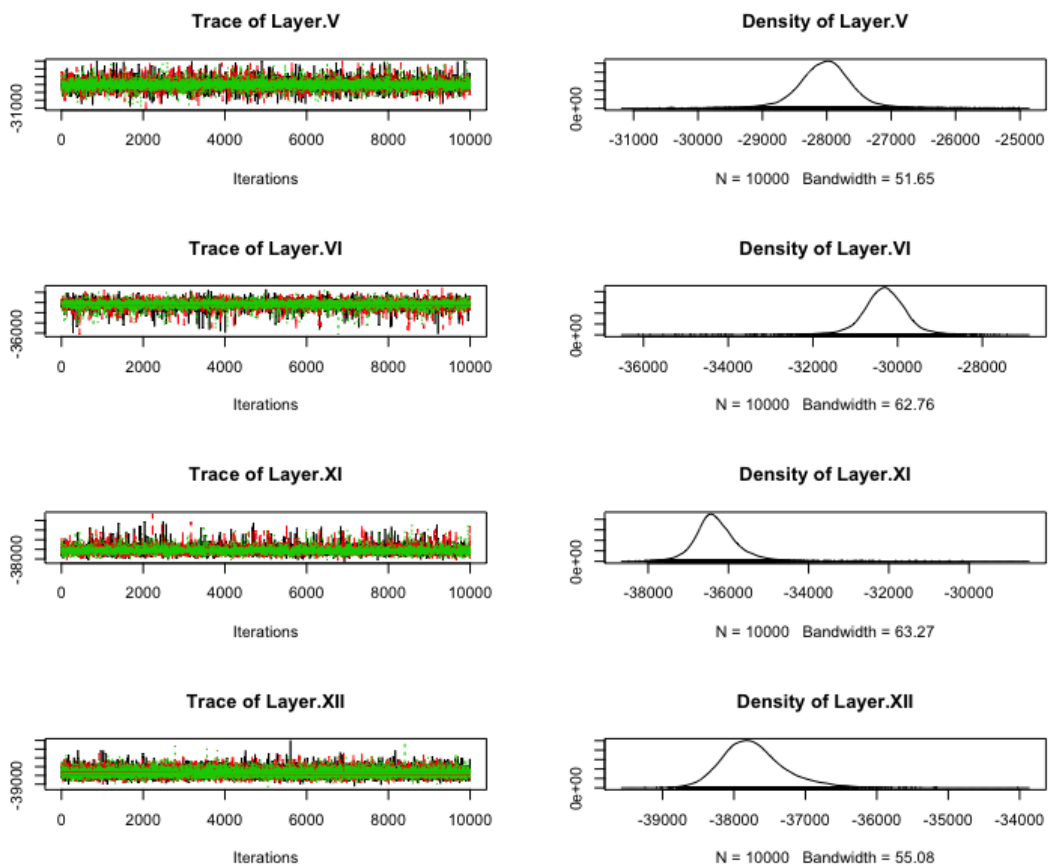 Trace of Layer.V
-31000
0 2000 4000 6000 8000 10000
Iterations
Density of Layer.V
0e+00
-31000 -30000 -29000 -28000 -27000 -26000 -25000
N = 10000 Bandwidth = 51.65
Trace of Layer.VI
-36000
0 2000 4000 6000 8000 10000
Iterations
Density of Layer.VI
0e+00
-36000 -34000 -32000 -30000 -28000
N = 10000 Bandwidth = 62.76
Trace of Layer.XI
-38000
0 2000 4000 6000 8000 10000
Iterations
Density of Layer.XI
0e+00
-38000 -36000 -34000 -32000 -30000
N = 10000 Bandwidth = 63.27
Trace of Layer.XII
-39000
0 2000 4000 6000 8000 10000
Iterations
Density of Layer.XII
0e+00
-39000 -38000 -37000 -36000 -35000 -34000
N = 10000 Bandwidth = 55.08